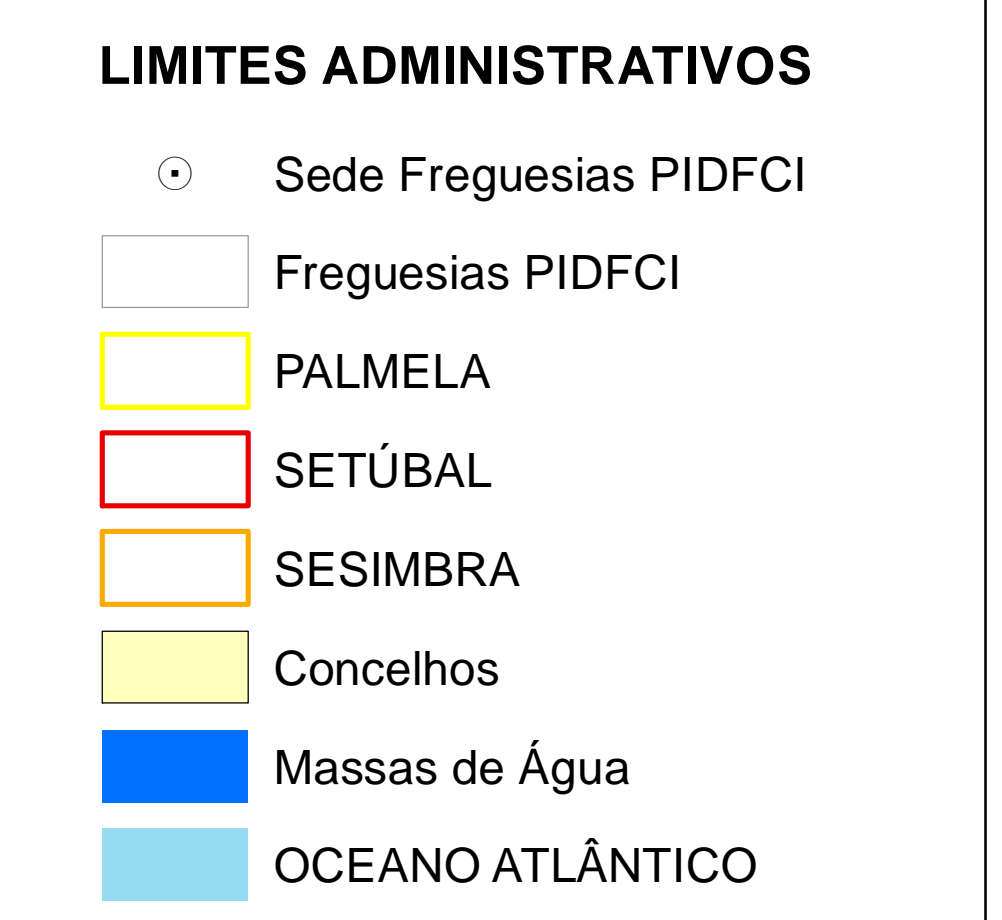 LIMITES ADMINISTRATIVOS
Sede Freguesias PIDFCI
Freguesias PIDFCI
PALMELA
SETÚBAL
SESIMBRA
Concelhos
Massas de Água
OCEANO ATLÂNTICO